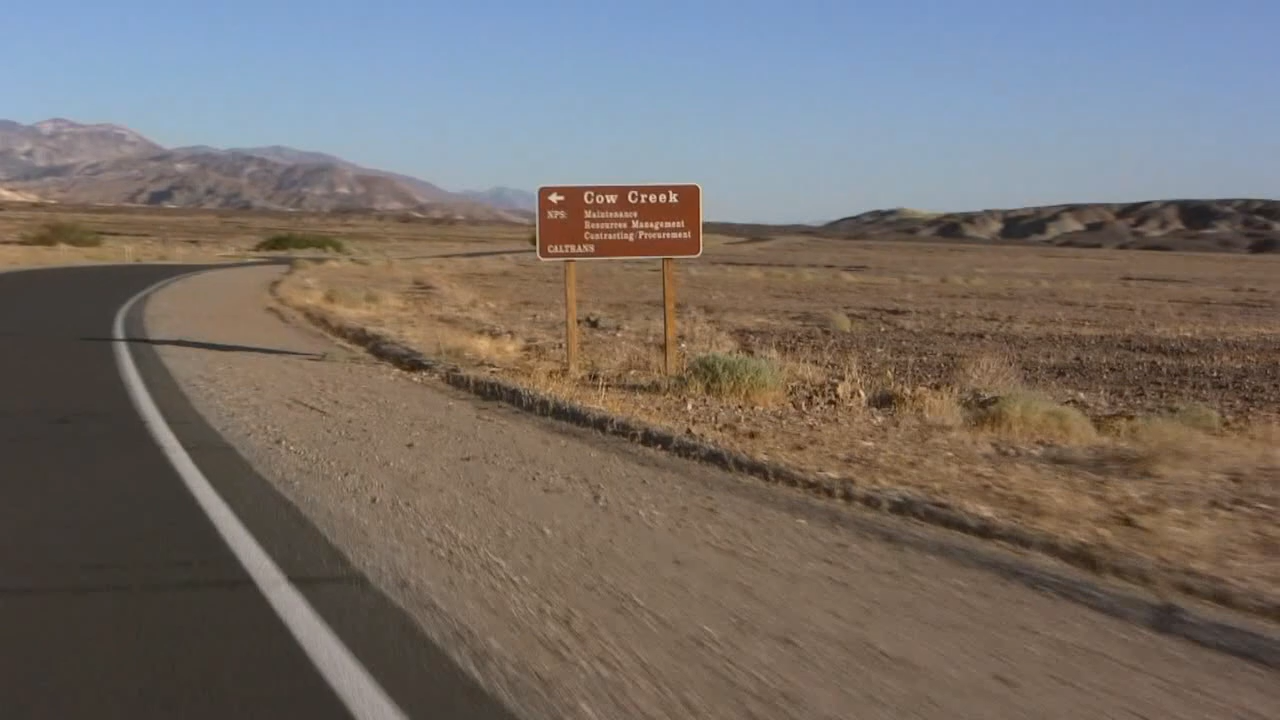 Cow Creek
NPS: Maintenance
Resources Management
Contracting/Procurement
CALTRANS